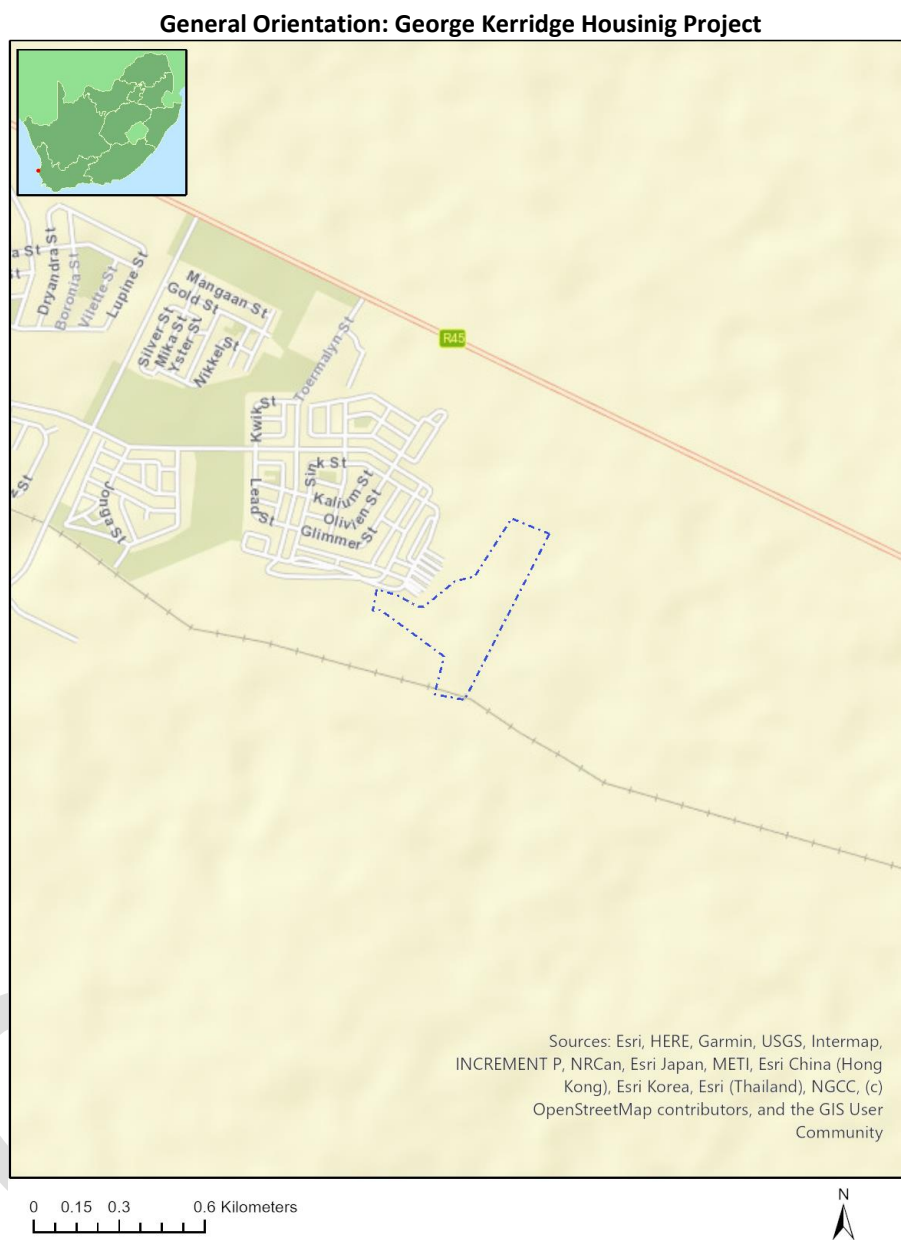 General Orientation: George Kerridge Housinig Project
Dryandra St
Boronia St
Vilette St
Lupine St
a St
t
Mangaan St
Gold St
Silver St
Mika St
Yster St
Nikkel St
Toermalyn St
R45
Kwik St
Sink St
Kalium St
Olivien St
Glimmer St
Lead St
Jonga St
St
Sources: Esri, HERE, Garmin, USGS, Intermap,
INCREMENT P, NRCan, Esri Japan, METI, Esri China (Hong
Kong), Esri Korea, Esri (Thailand), NGCC, (c)
OpenStreetMap contributors, and the GIS User
Community
0 0.15 0.3 0.6 Kilometers
N